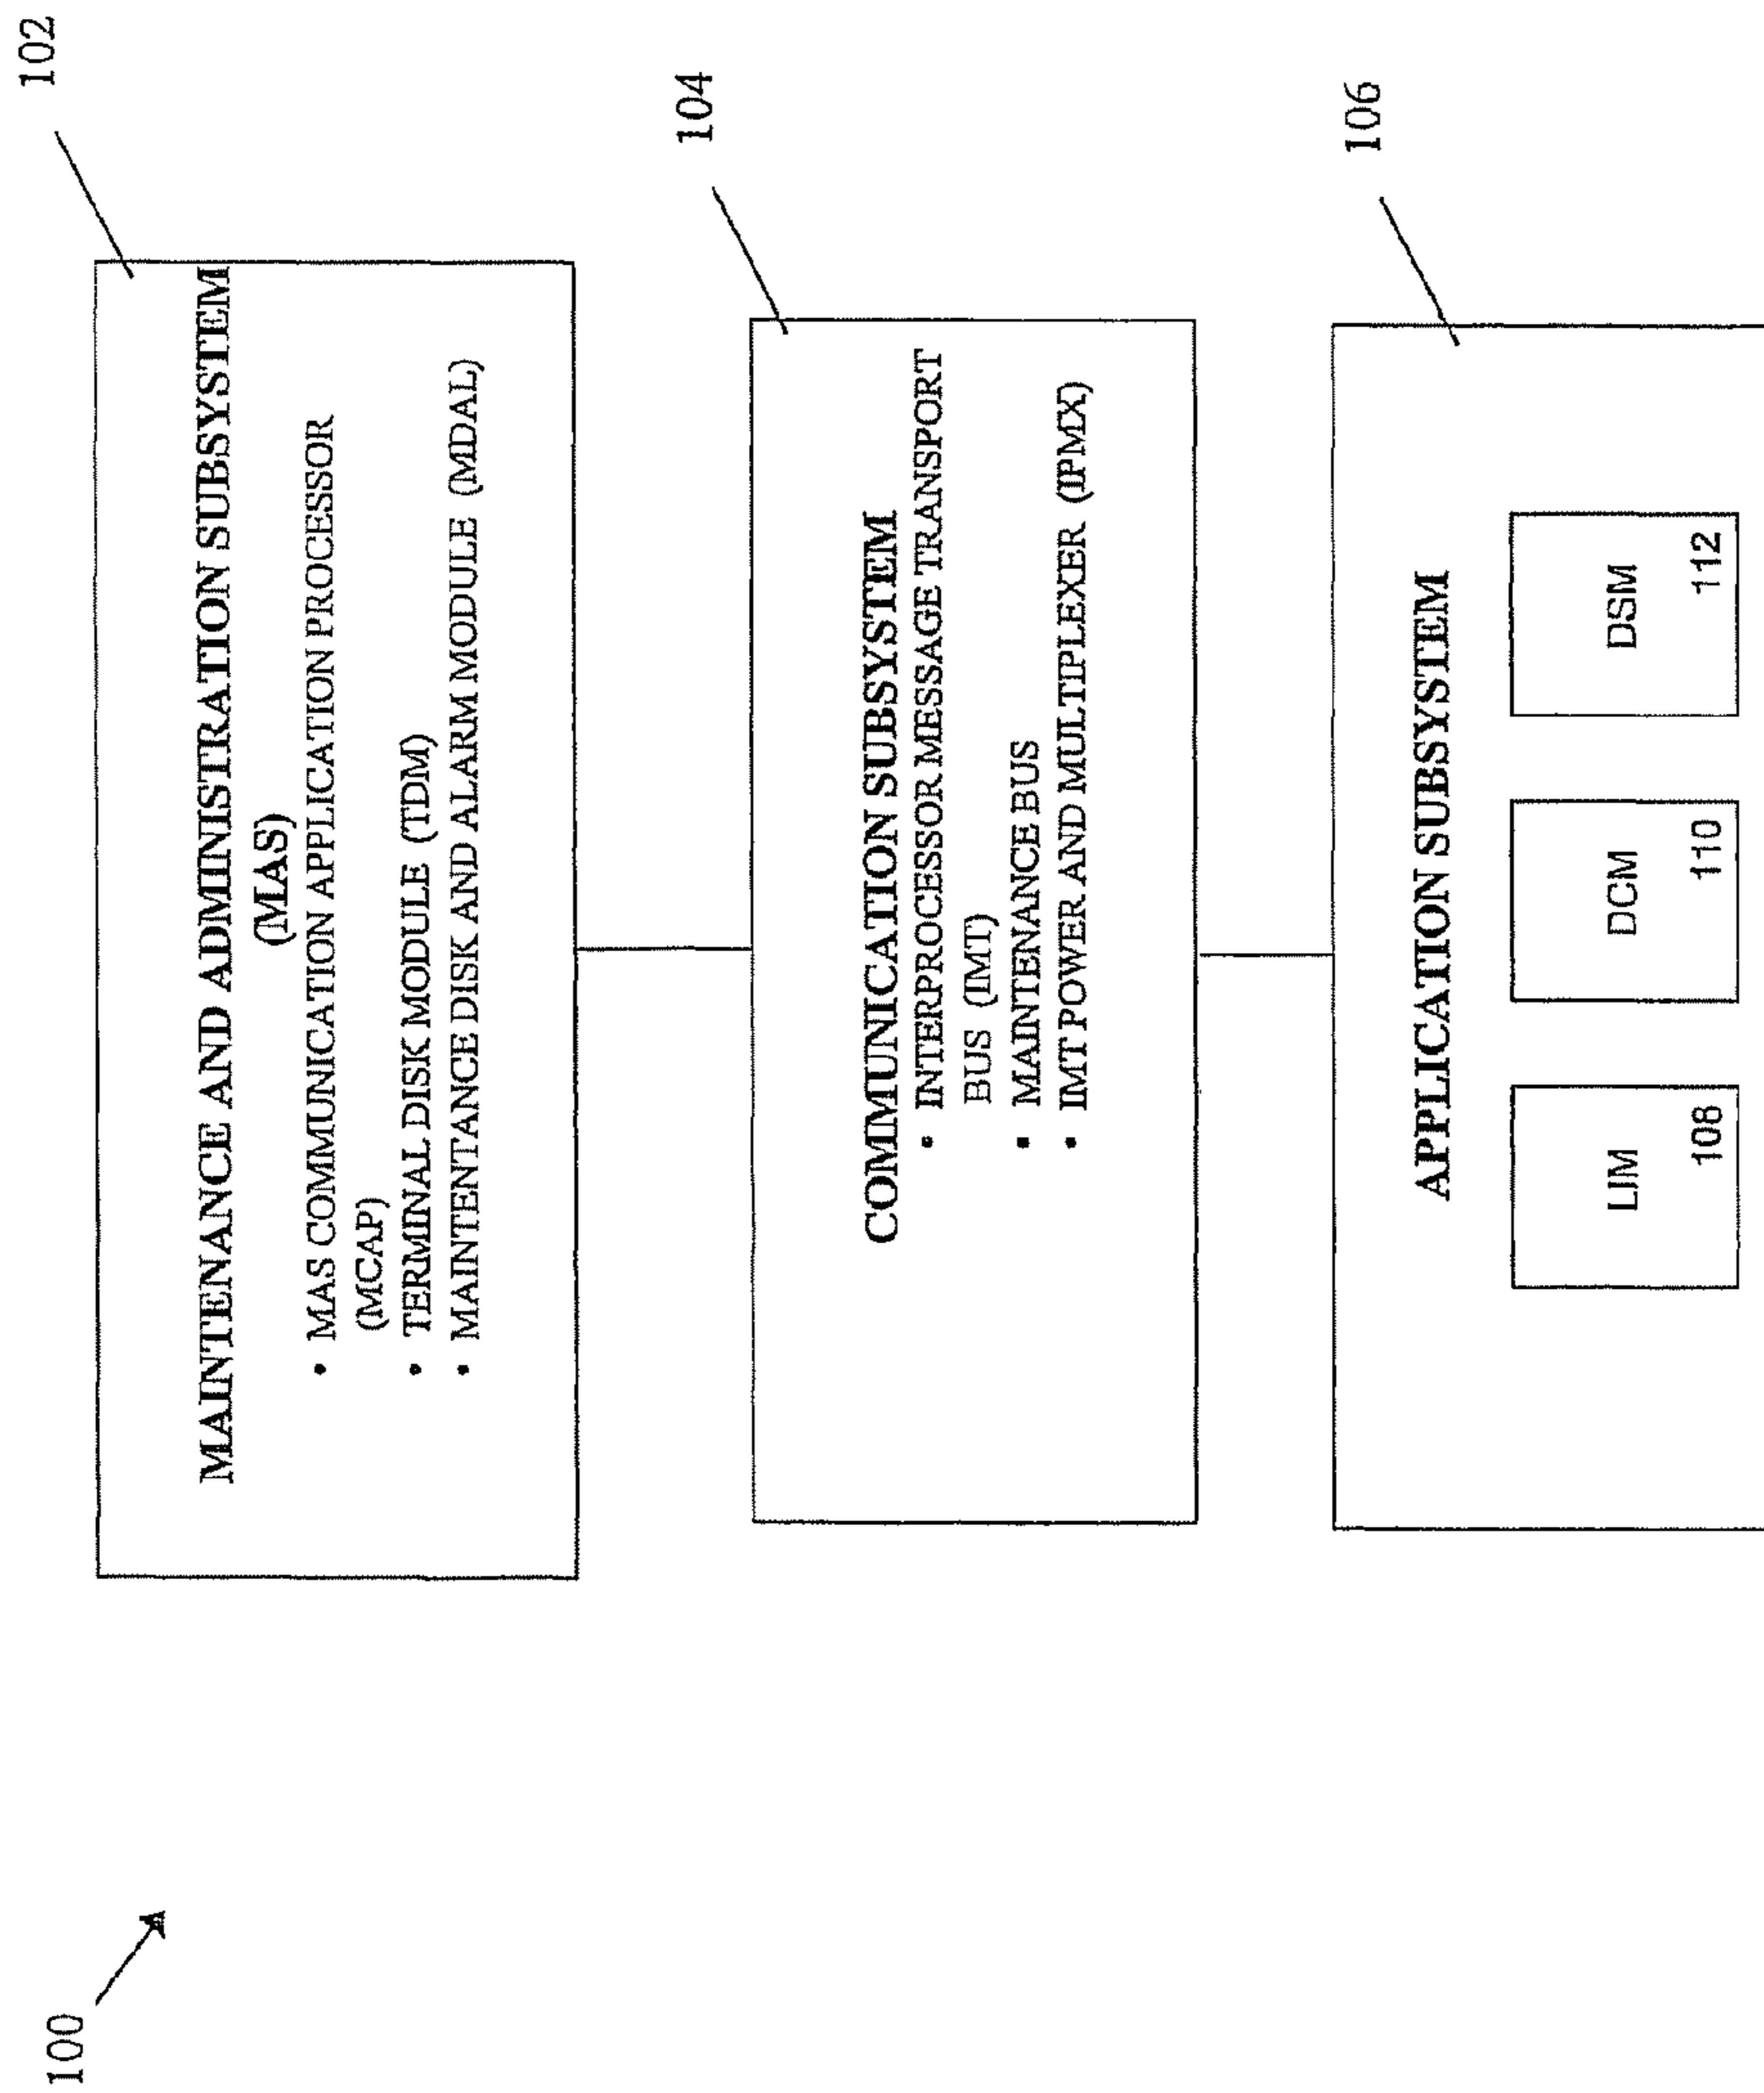 100
102
MAINTENANCE AND ADMINISTRATION SUBSYSTEM
(MAS)
• MAS COMMUNICATION APPLICATION PROCESSOR
(MCAP)
• TERMINAL DISK MODULE (TDM)
• MAINTENTANCE DISK AND ALARM MODULE (MDAL)
104
COMMUNICATION SUBSYSTEM
• INTERPROCESSOR MESSAGE TRANSPORT
BUS (IMT)
• MAINTENANCE BUS
• IMT POWER AND MULTIPLEXER (IPMX)
106
APPLICATION SUBSYSTEM
LIM
108
DCM
110
DSM
112